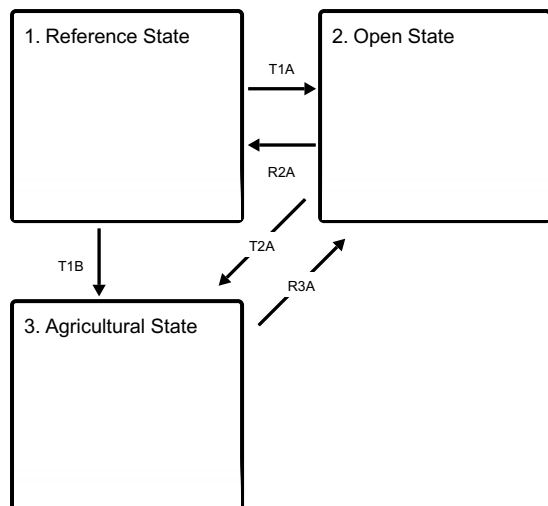 1. Reference State
2. Open State
T1A
R2A
T2A
T1B
R3A
3. Agricultural State